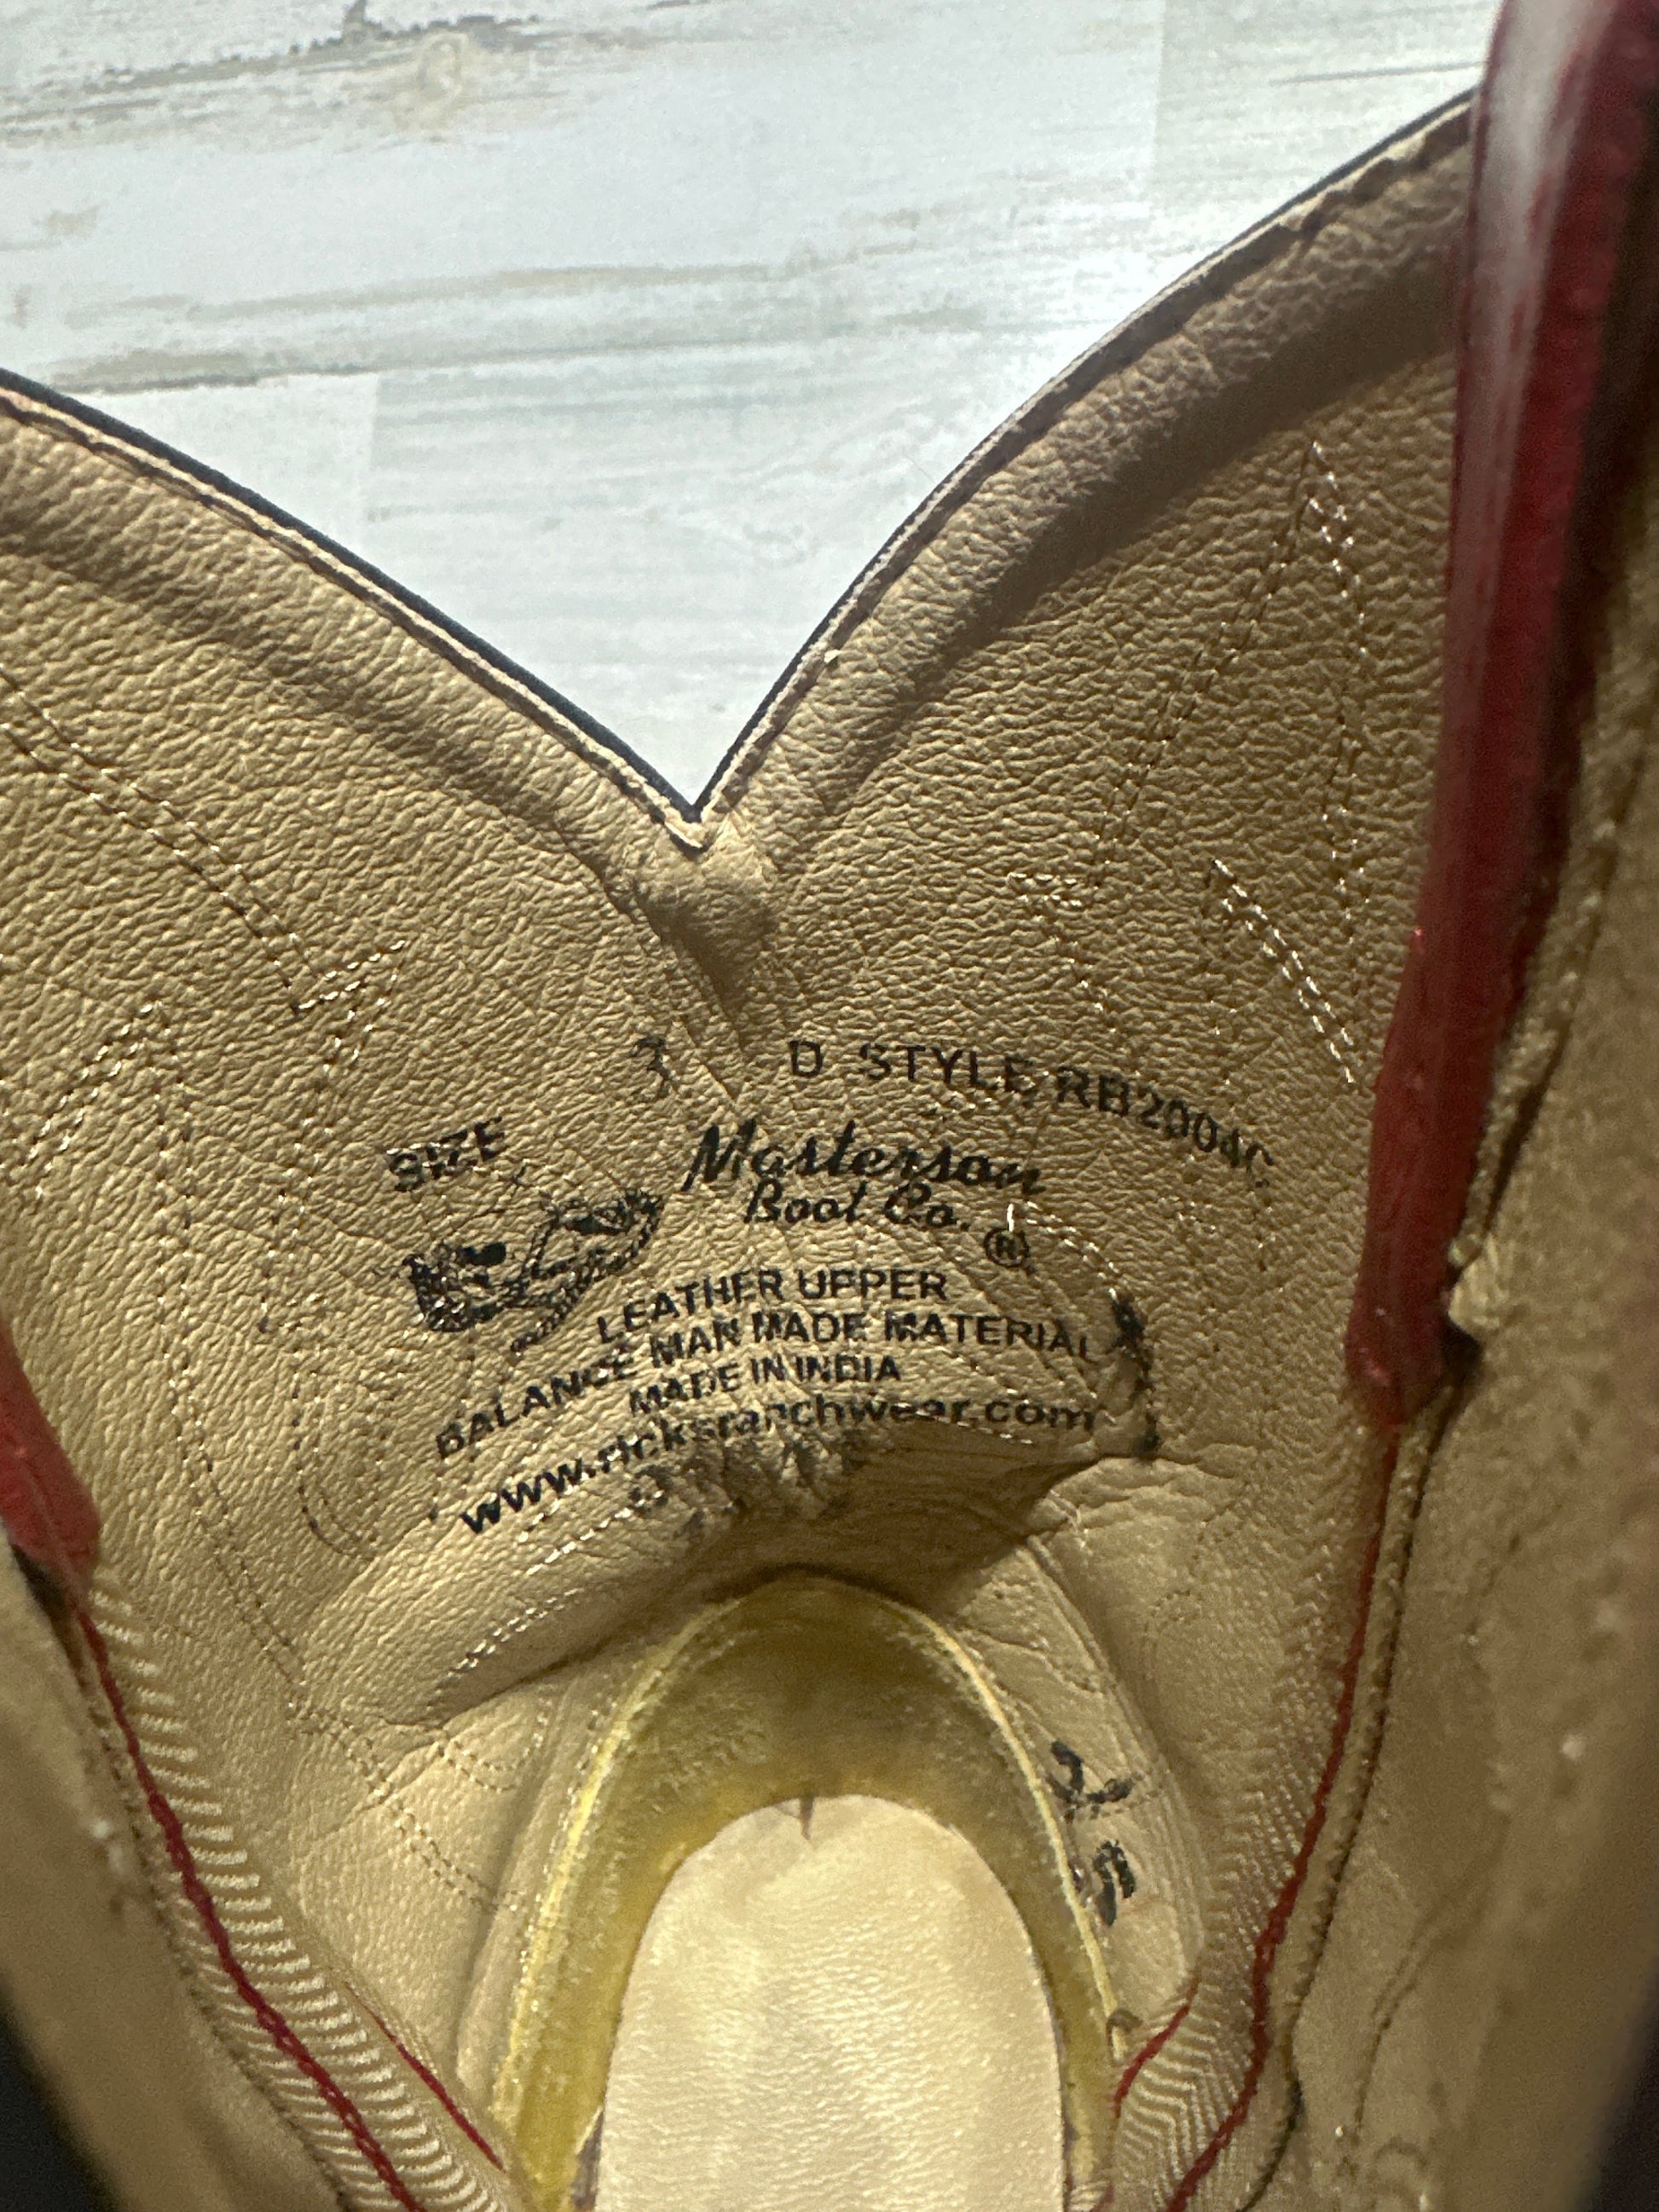 SIZE 3 D STYLE RB2004C
Masterson
Boot Co. ®
LEATHER UPPER
BALANCE MAN MADE MATERIAL
MADE IN INDIA
www.ricksranchwear.com